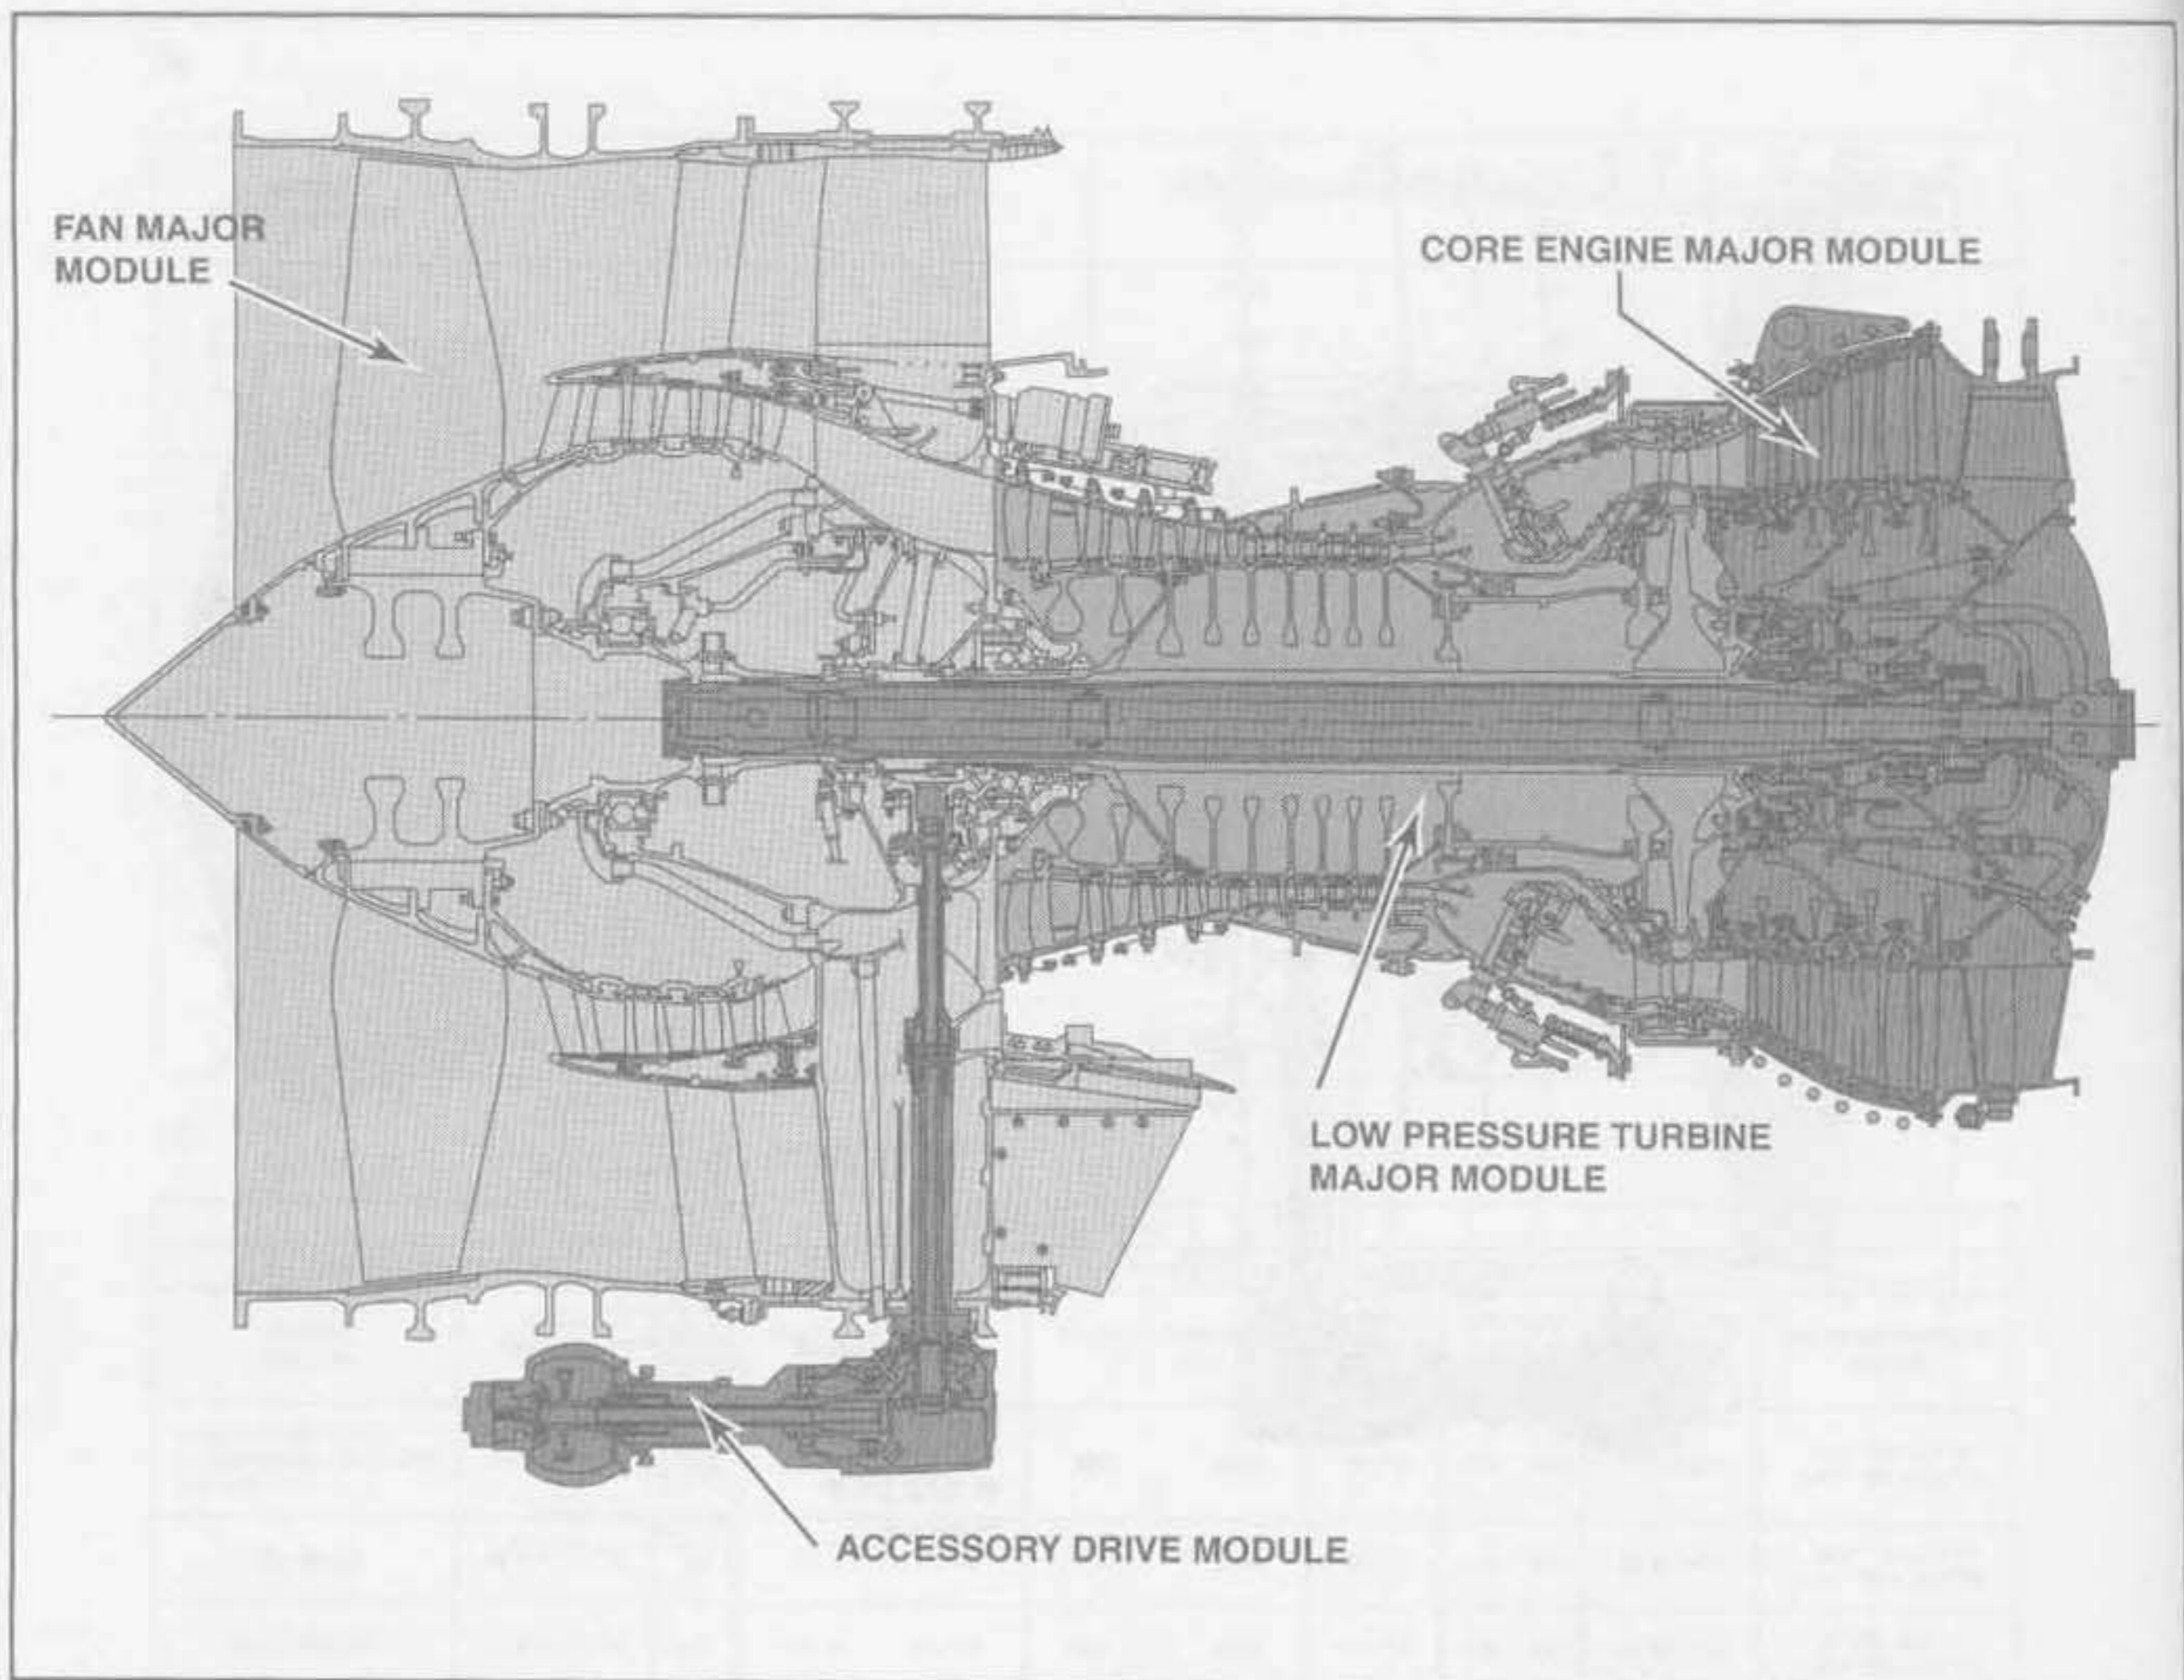 FAN MAJOR
MODULE
CORE ENGINE MAJOR MODULE
LOW PRESSURE TURBINE
MAJOR MODULE
ACCESSORY DRIVE MODULE